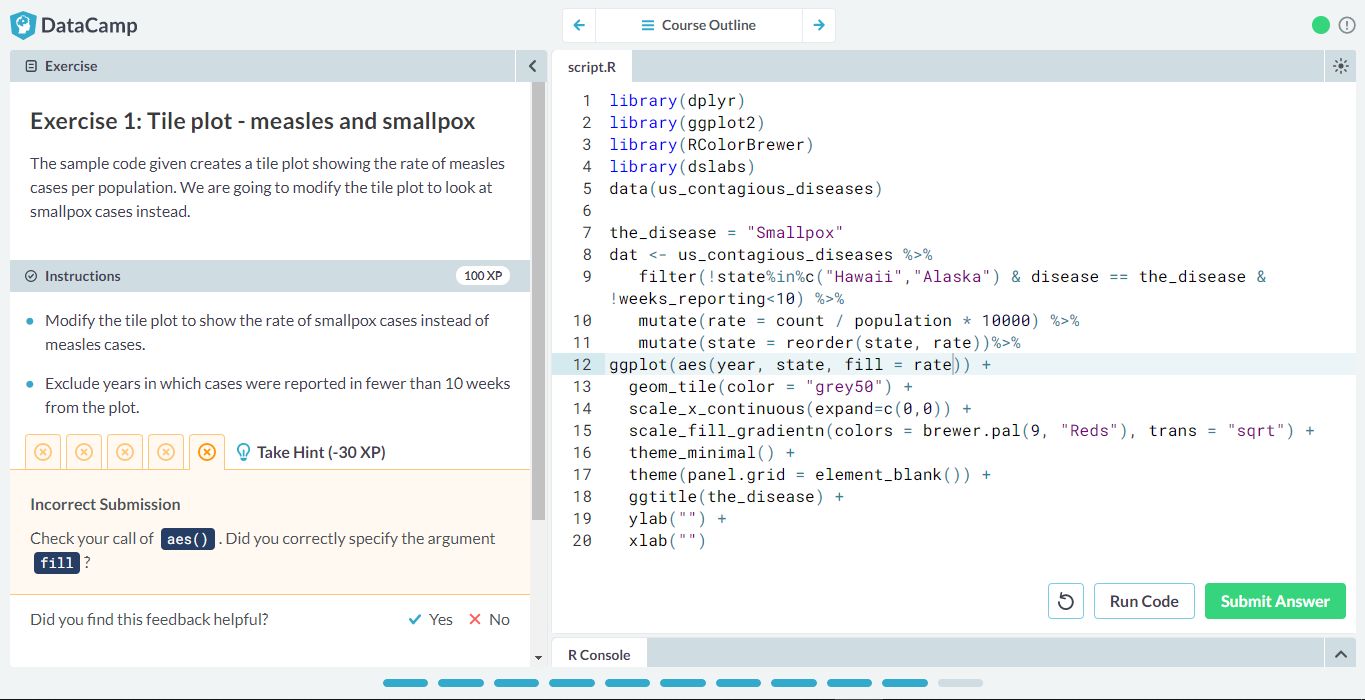 DataCamp
Course Outline
Exercise
Exercise 1: Tile plot - measles and smallpox
The sample code given creates a tile plot showing the rate of measles
cases per population. We are going to modify the tile plot to look at
smallpox cases instead.
Instructions
100 XP
Modify the tile plot to show the rate of smallpox cases instead of
measles cases.
Exclude years in which cases were reported in fewer than 10 weeks
from the plot.
Take Hint (-30 XP)
Incorrect Submission
Check your call of aes() . Did you correctly specify the argument
fill ?
Did you find this feedback helpful?
Yes
No
script.R
1 library(dplyr)
2 library(ggplot2)
3 library(RColorBrewer)
4 library(dslabs)
5 data(us_contagious_diseases)
6
7 the_disease = "Smallpox"
8 dat <- us_contagious_diseases %>%
9 filter(!state%in%c("Hawaii","Alaska") & disease == the_disease &
!weeks_reporting<10) %>%
10 mutate(rate = count / population * 10000) %>%
11 mutate(state = reorder(state, rate))%>%
12 ggplot(aes(year, state, fill = rate)) +
13 geom_tile(color = "grey50") +
14 scale_x_continuous(expand=c(0,0)) +
15 scale_fill_gradientn(colors = brewer.pal(9, "Reds"), trans = "sqrt") +
16 theme_minimal() +
17 theme(panel.grid = element_blank()) +
18 ggtitle(the_disease) +
19 ylab("") +
20 xlab("")
Run Code
Submit Answer
R Console